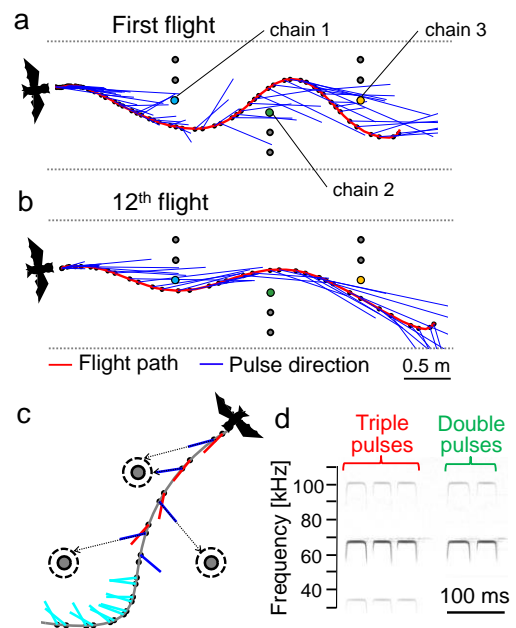 a
First flight
chain 1
chain 3
chain 2
b
12th flight
Flight path
Pulse direction
0.5 m
c
d
Triple pulses
Double pulses
Frequency [kHz]
100
80
60
40
100 ms